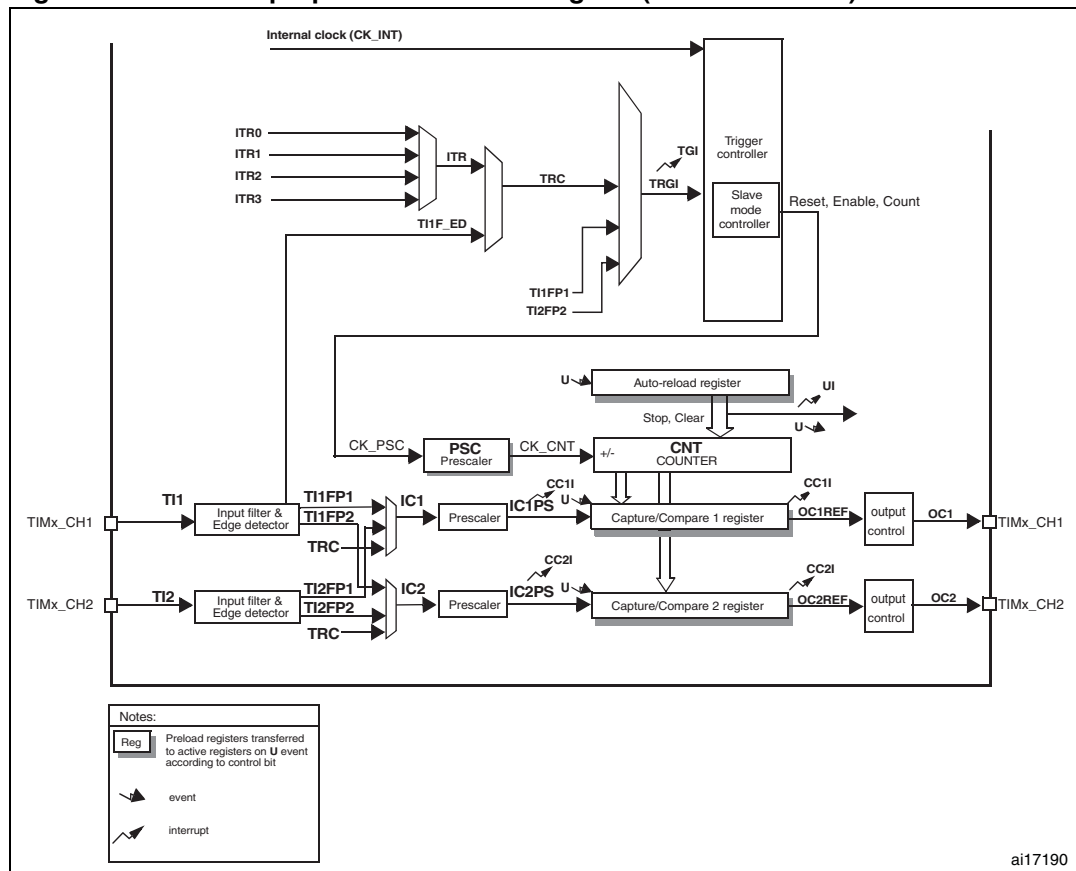 Internal clock (CK_INT)
ITR0
ITR1
ITR2
ITR3
ITR
TI1F_ED
TRC
TI1FP1
TI2FP2
TGI
TRGI
Trigger
controller
Slave
mode
controller
Reset, Enable, Count
U
Auto-reload register
UI
Stop, Clear
U
CK_PSC
PSC
Prescaler
CK_CNT
+/-
CNT
COUNTER
TIMx_CH1
TI1
Input filter &
Edge detector
TI1FP1
TI1FP2
TRC
IC1
Prescaler
CC1I
IC1PS
U
Capture/Compare 1 register
CC1I
OC1REF
output
control
OC1
TIMx_CH1
TIMx_CH2
TI2
Input filter &
Edge detector
TI2FP1
TI2FP2
TRC
IC2
Prescaler
CC2I
IC2PS
U
Capture/Compare 2 register
CC2I
OC2REF
output
control
OC2
TIMx_CH2
Notes:
Reg
Preload registers transferred
to active registers on U event
according to control bit
event
interrupt
ai17190